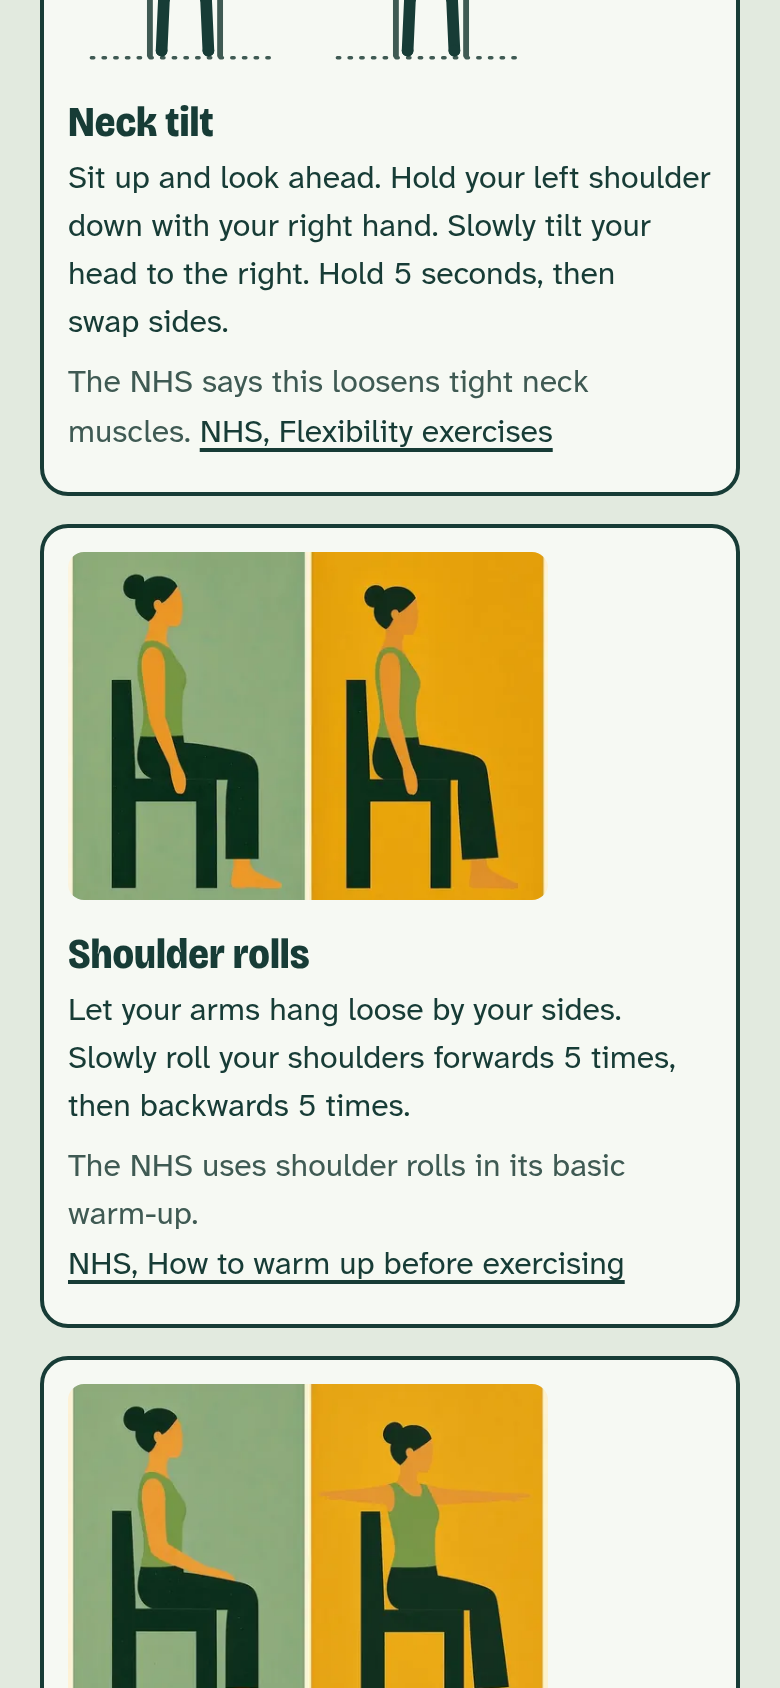 Neck tilt
Sit up and look ahead. Hold your left shoulder
down with your right hand. Slowly tilt your
head to the right. Hold 5 seconds, then
swap sides.
The NHS says this loosens tight neck
muscles. NHS, Flexibility exercises
Shoulder rolls
Let your arms hang loose by your sides.
Slowly roll your shoulders forwards 5 times,
then backwards 5 times.
The NHS uses shoulder rolls in its basic
warm-up.
NHS, How to warm up before exercising